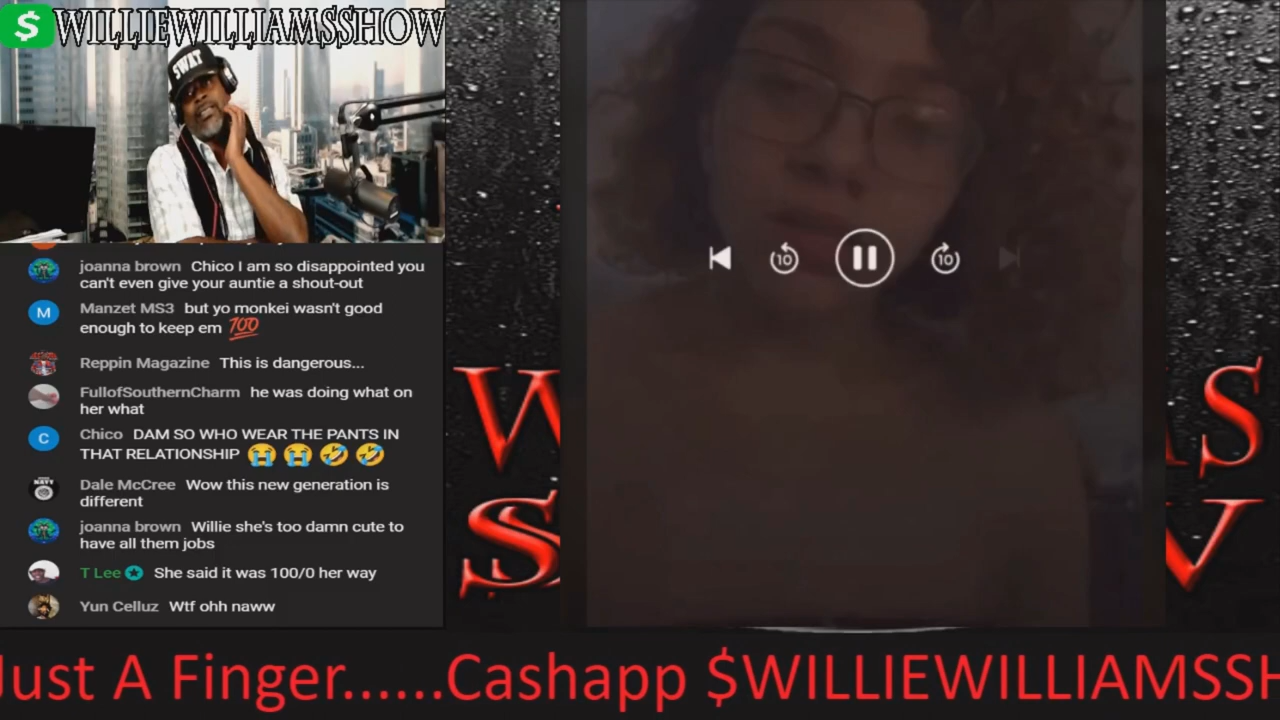 $ WILLIEWILLIAMSSHOW
SWAT
joanna brown Chico I am so disappointed you
can't even give your auntie a shout-out
M Manzet MS3 but yo monkei wasn't good
enough to keep em 💯
Reppin Magazine This is dangerous...
FullofSouthernCharm he was doing what on
her what
C Chico DAM SO WHO WEAR THE PANTS IN
THAT RELATIONSHIP 😭 😭 🤣 🤣
Dale McCree Wow this new generation is
different
joanna brown Willie she's too damn cute to
have all them jobs
T Lee She said it was 100/0 her way
Yun Celluz Wtf ohh naww
10 10
W S
S W
Just A Finger......Cashapp $WILLIEWILLIAMSSH